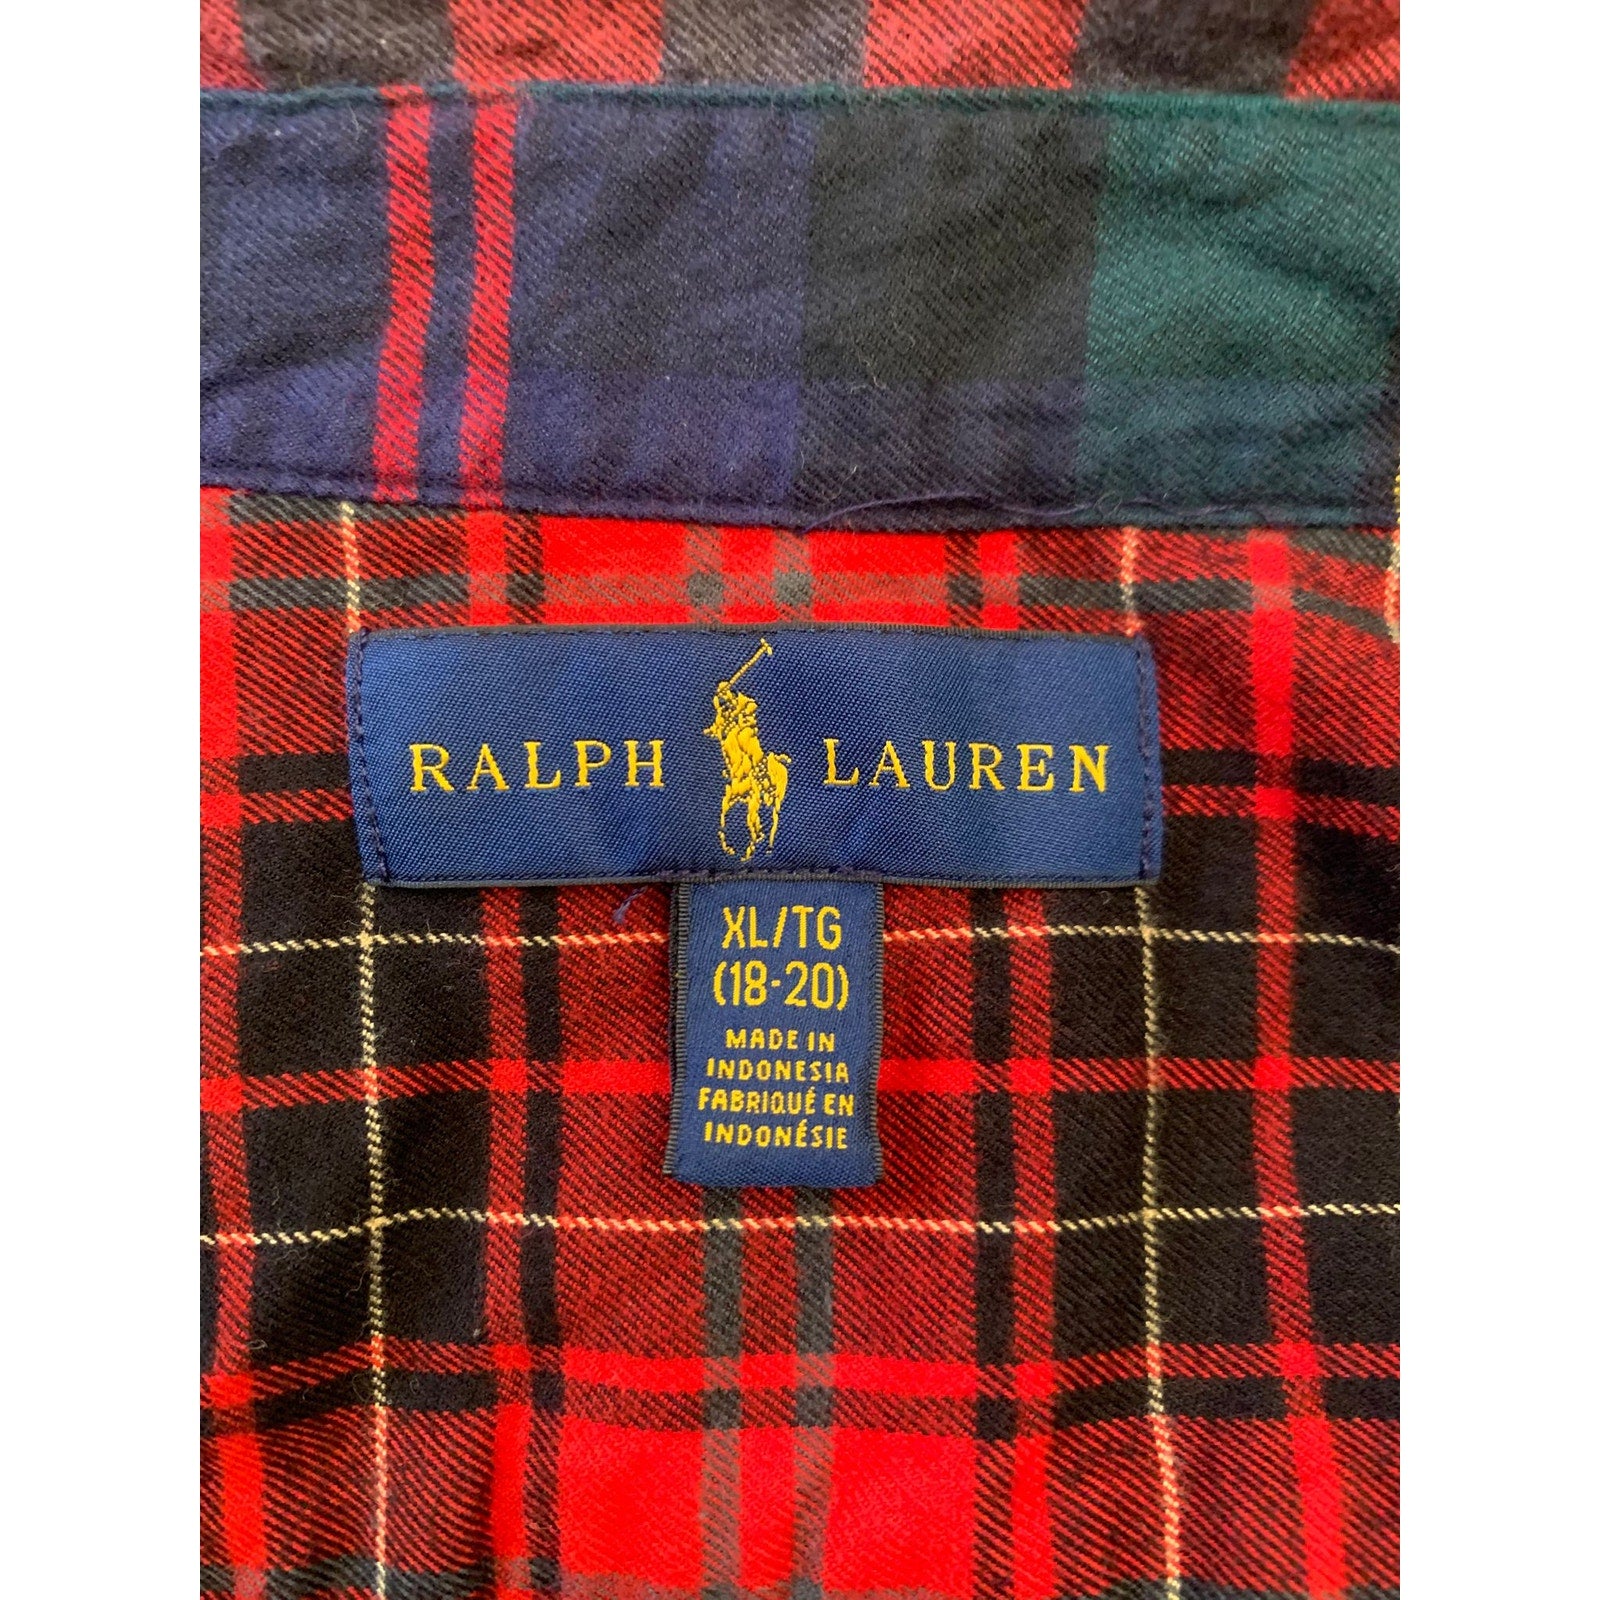 RALPH LAUREN
XL/TG
(18-20)
MADE IN
INDONESIA
FABRIQUÉ EN
INDONÉSIE